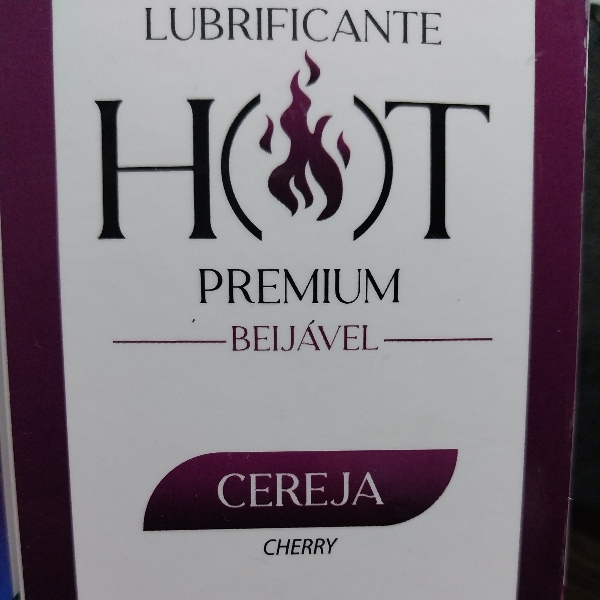 LUBRIFICANTE
HOT
PREMIUM
BEIJÁVEL
CEREJA
CHERRY